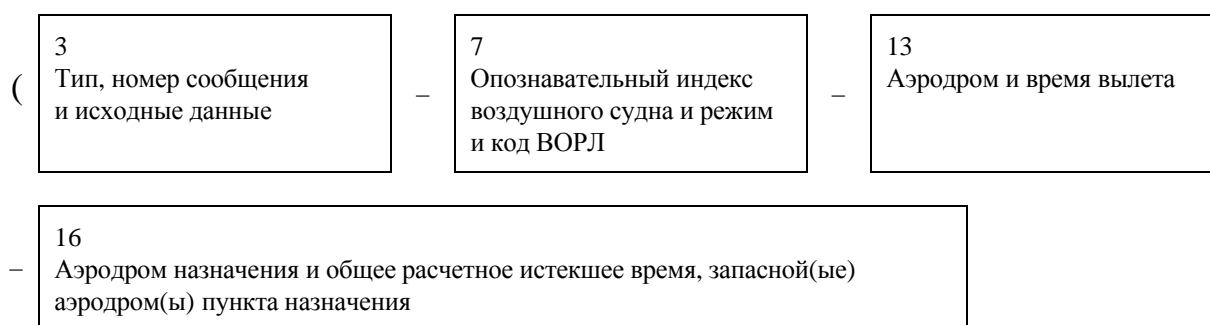 3
Тип, номер сообщения
и исходные данные
(
–
7
Опознавательный индекс
воздушного судна и режим
и код ВОРЛ
–
13
Аэродром и время вылета
–
16
Аэродром назначения и общее расчетное истекшее время, запасной(ые)
аэродром(ы) пункта назначения